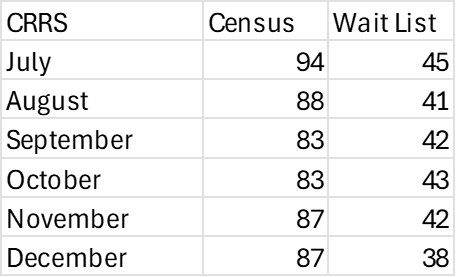 CRRS Census Wait List
July 94 45
August 88 41
September 83 42
October 83 43
November 87 42
December 87 38